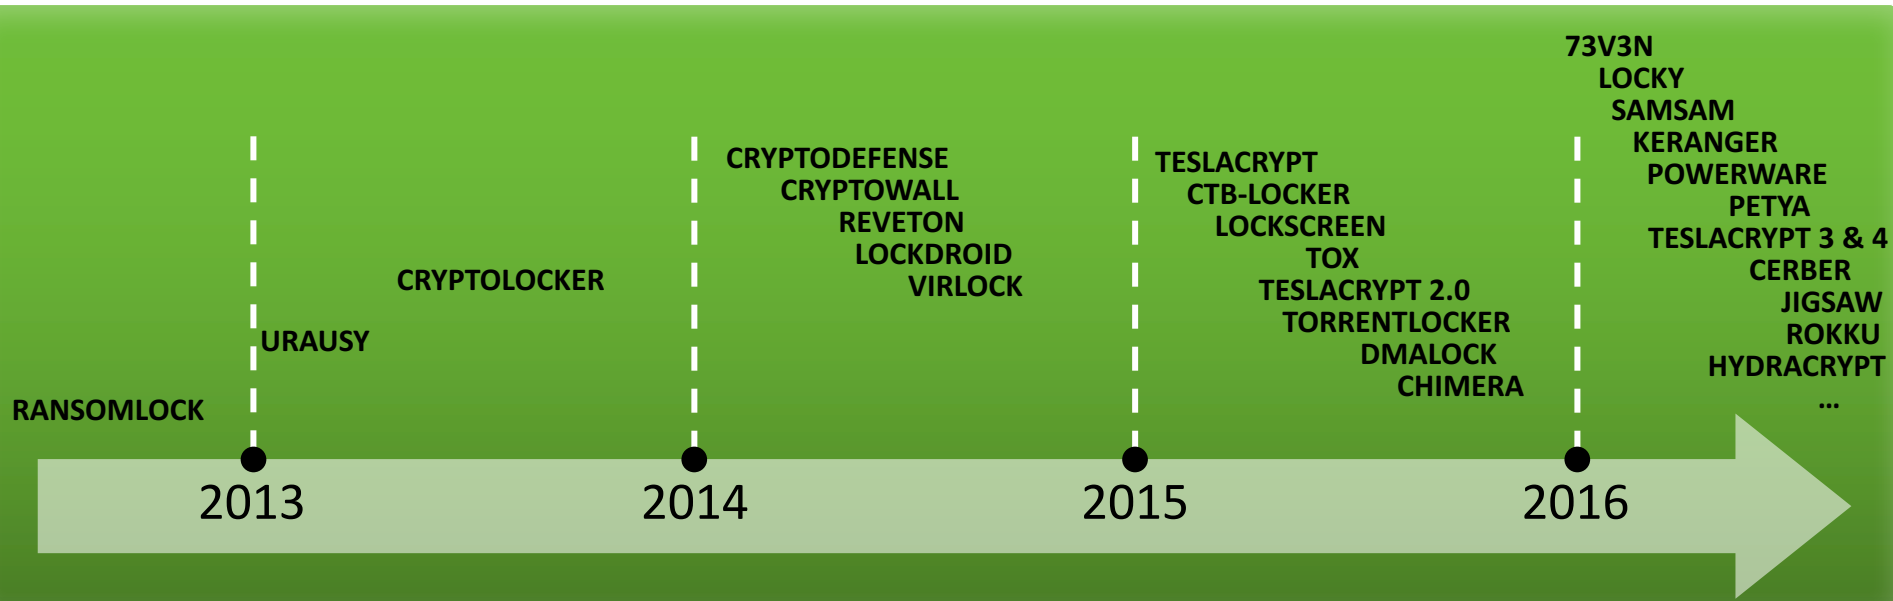 RANSOMLOCK
URAUSY
CRYPTOLOCKER
CRYPTODEFENSE
CRYPTOWALL
REVETON
LOCKDROID
VIRLOCK
TESLACRYPT
CTB-LOCKER
LOCKSCREEN
TOX
TESLACRYPT 2.0
TORRENTLOCKER
DMALOCK
CHIMERA
73V3N
LOCKY
SAMSAM
KERANGER
POWERWARE
PETYA
TESLACRYPT 3 & 4
CERBER
JIGSAW
ROKKU
HYDRACRYPT
...
2013
2014
2015
2016